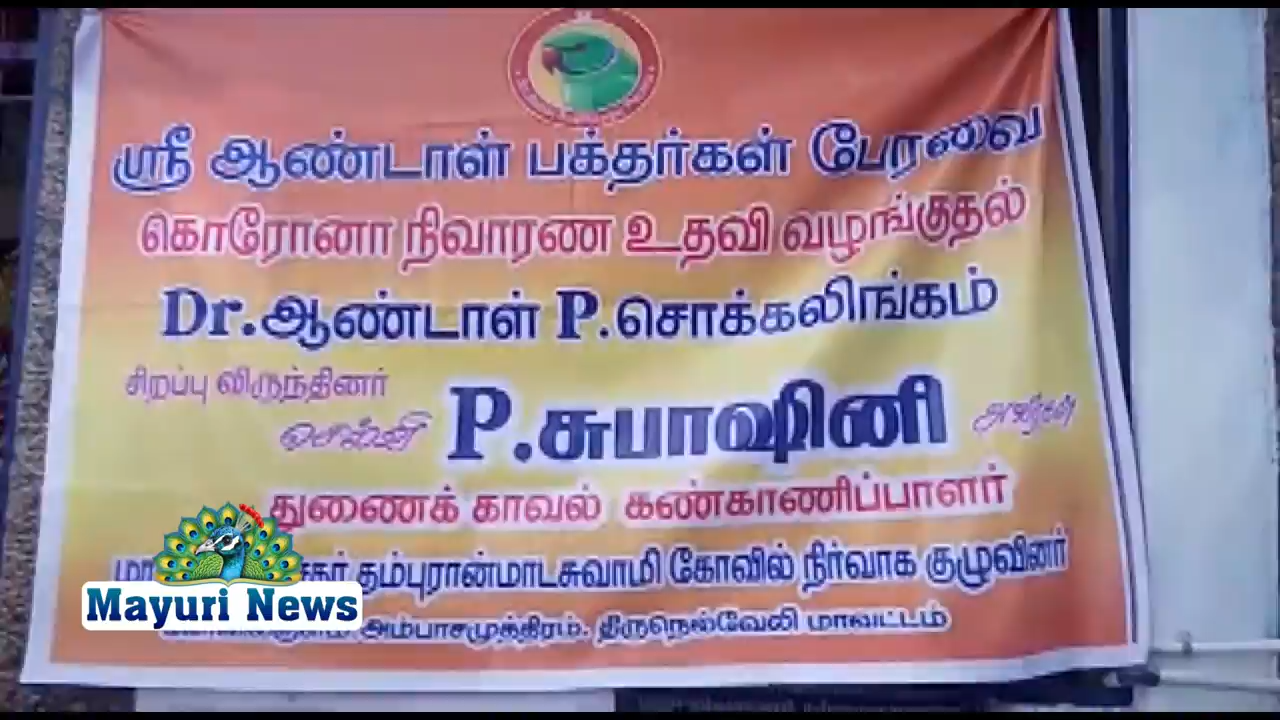 ஸ்ரீ ஆண்டாள் பக்தர்கள் பேரவை
கொரோனா நிவாரண உதவி வழங்குதல்
Dr.ஆண்டாள் P.சொக்கலிங்கம்
சிறப்பு விருந்தினர்
செல்வி P.சுபாஷினி அவர்கள்
துணைக் காவல் கண்காணிப்பாளர்
தம்புரான்மாடசுவாமி கோவில் நிர்வாக குழுவினர்
அம்பாசமுக்திரம். திருநெல்வேலி மாவட்டம்
Mayuri News